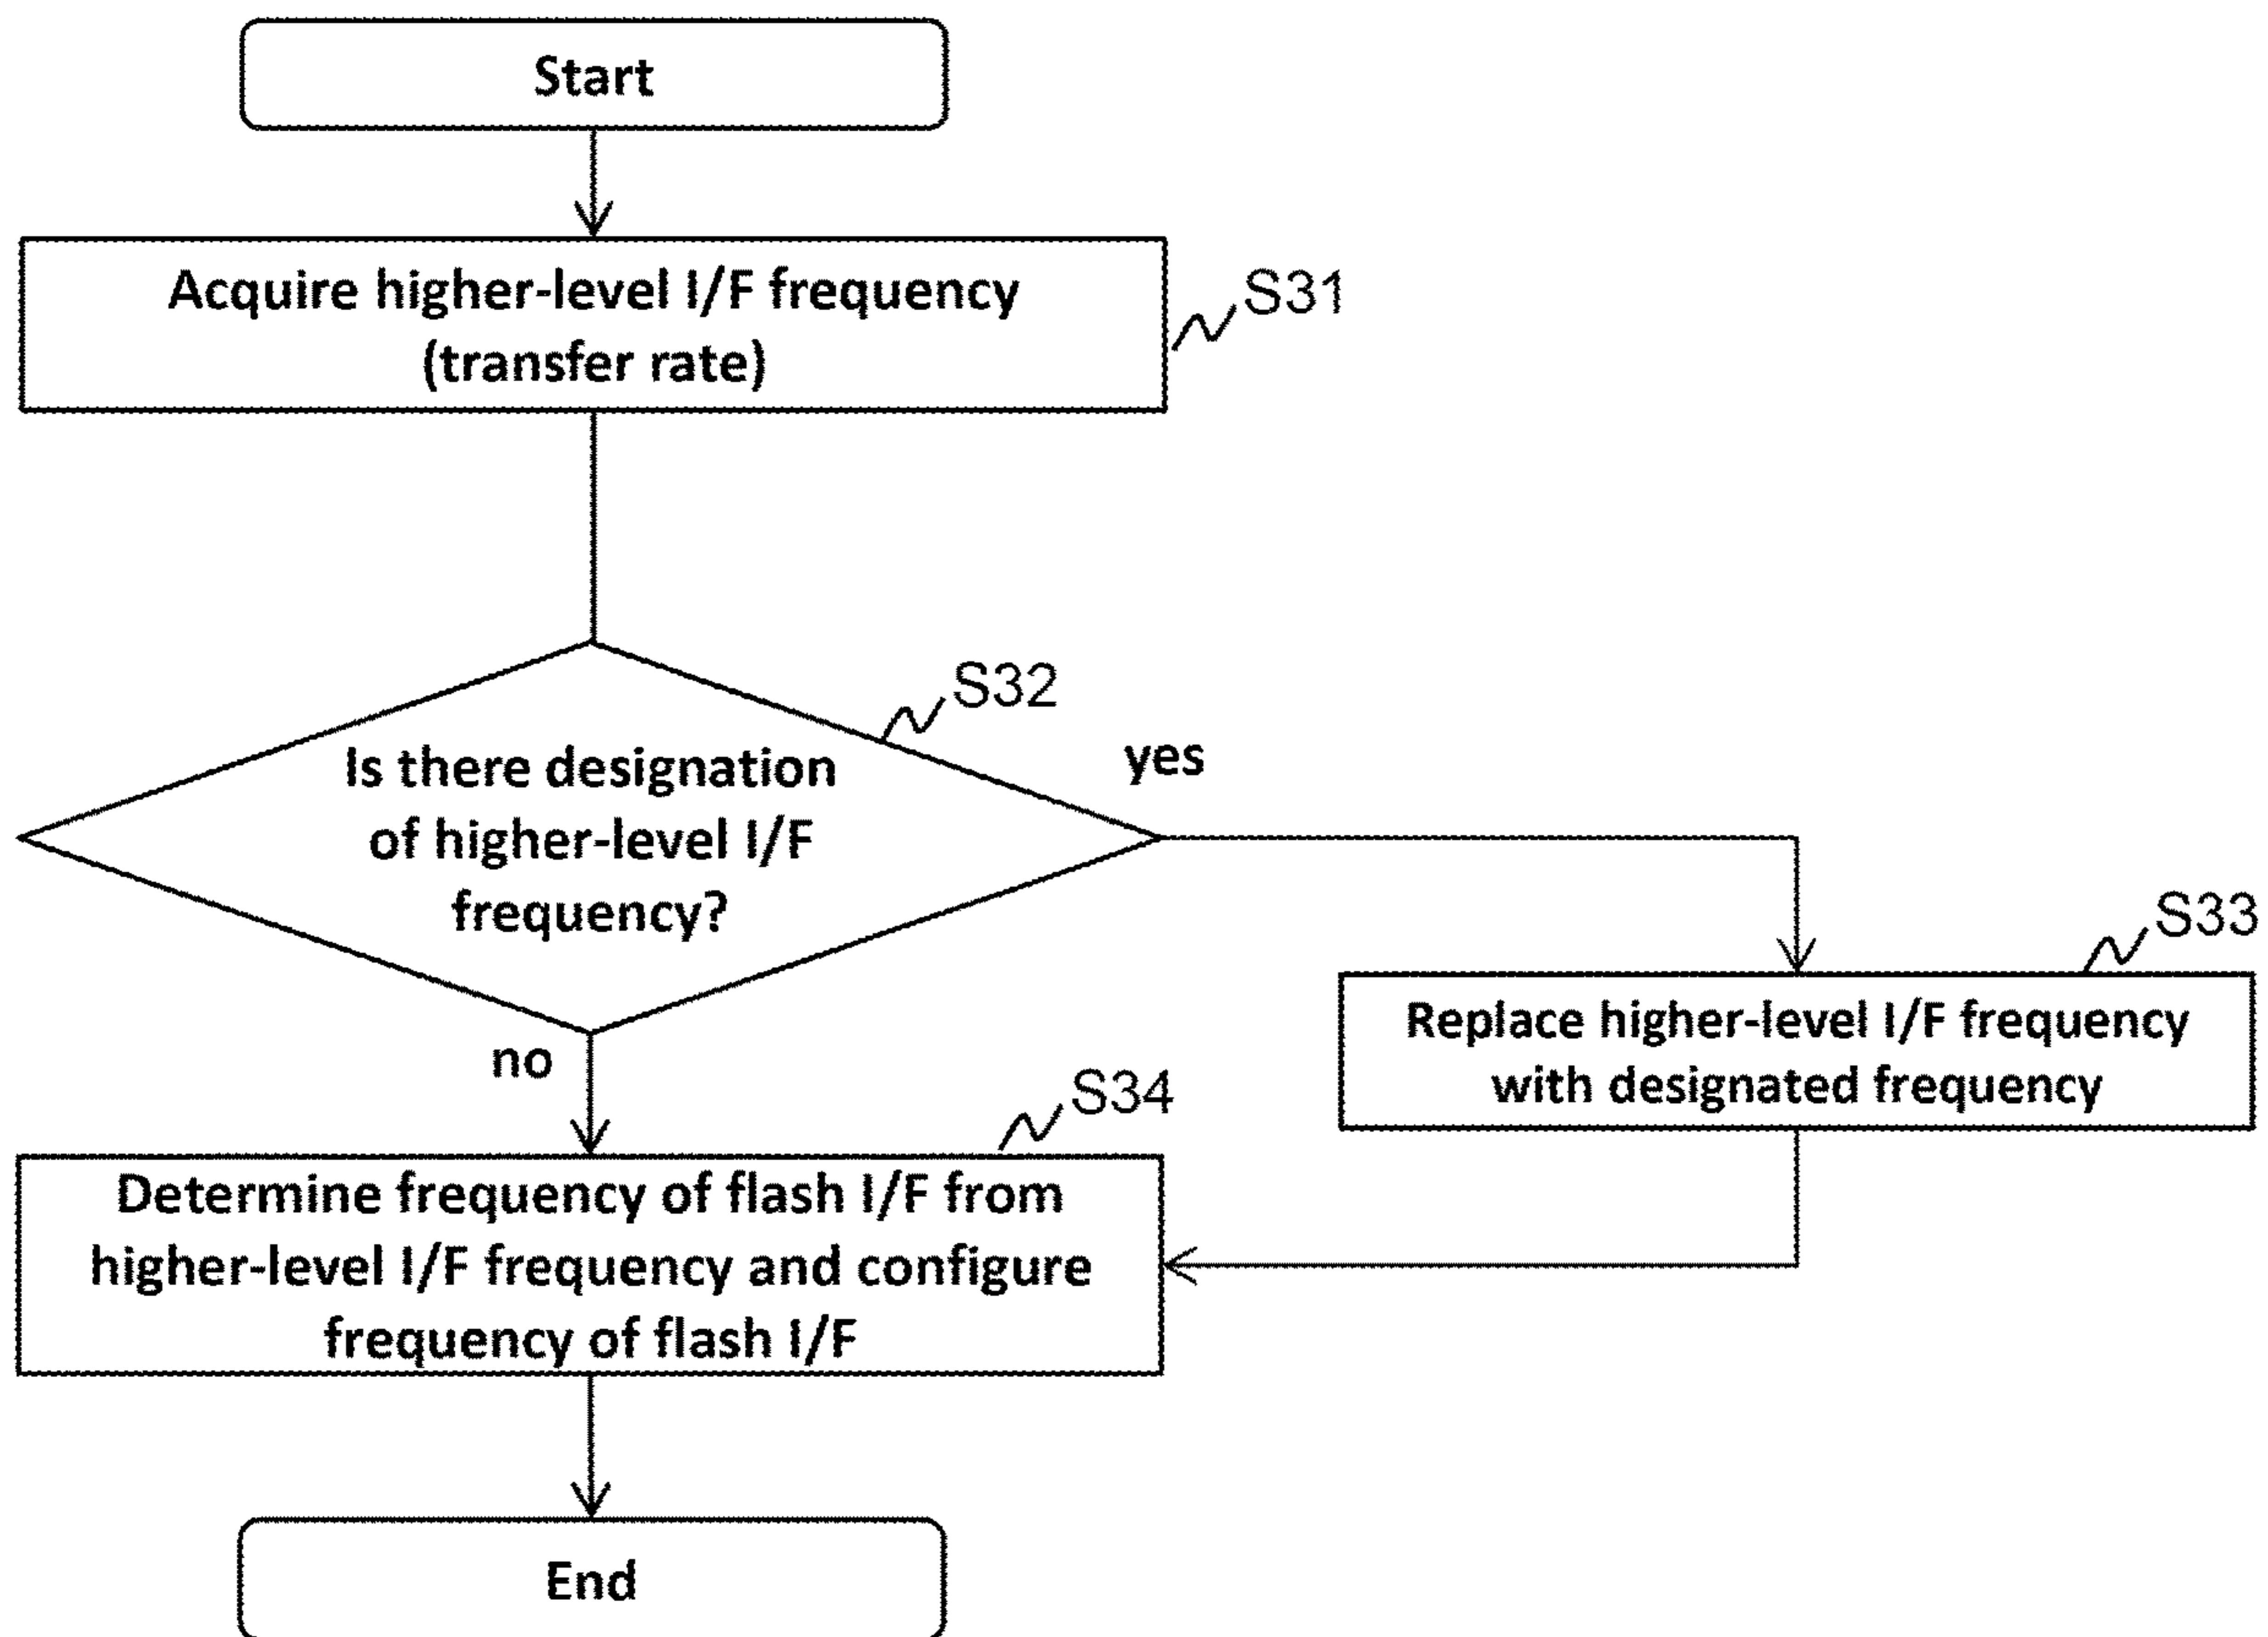 Start
Acquire higher-level I/F frequency
(transfer rate)
S31
S32
Is there designation
of higher-level I/F
frequency?
yes
no
S33
Replace higher-level I/F frequency
with designated frequency
S34
Determine frequency of flash I/F from
higher-level I/F frequency and configure
frequency of flash I/F
End